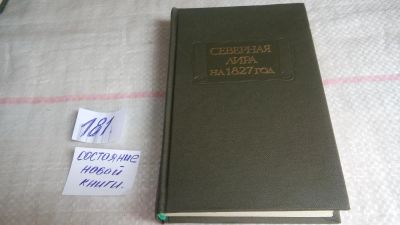 СЕВЕРНАЯ
ЛИРА
НА 1827 ГОД
181
СОСТОЯНИЕ
НОВОЙ
КНИГИ.